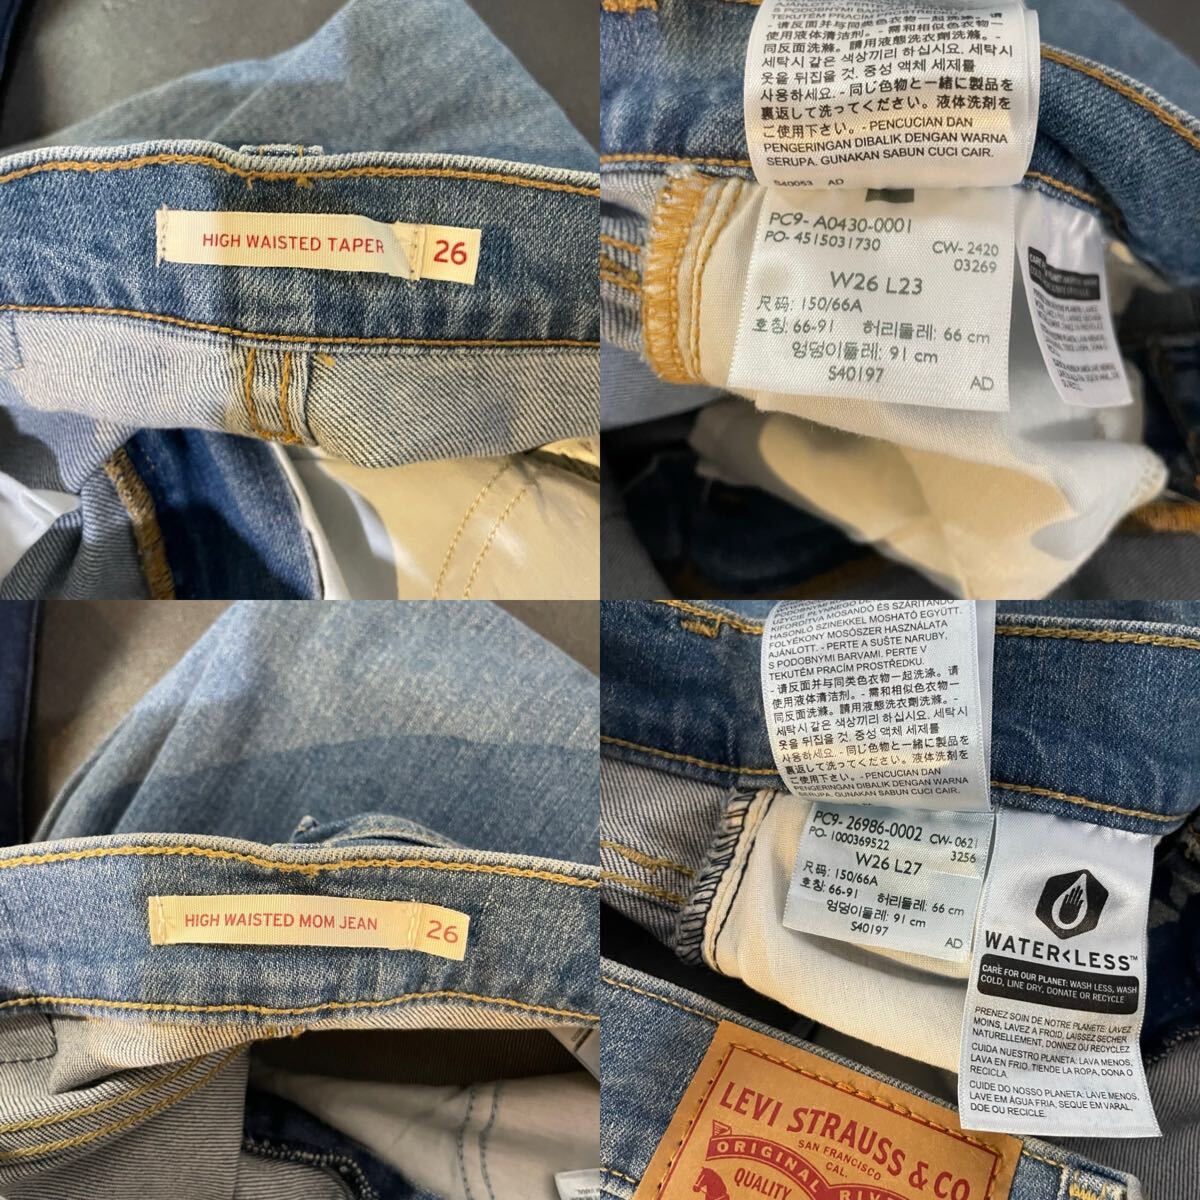 HIGH WAISTED TAPER
26
· 请反面并与同类色衣物一起洗涤。· 请
使用液体清洁剂。- 需和相似色衣物一
同反面洗滌。請用液態洗衣劑洗滌. -
세탁시 같은 색상끼리 하십시요. 세탁시
옷을 뒤집을 것. 중성 액체 세제를
사용하세요. - 同じ色物と一緒に製品を
裏返して洗ってください。液体洗剤を
ご使用下さい。- PENCUCIAN DAN
PENGERINGAN DIBALIK DENGAN WARNA
SERUPA. GUNAKAN SABUN CUCI CAIR.
S40053 AD
PC9- A0430-0001
PO- 4515031730 CW- 2420
03269
W26 L23
尺码: 150/66A
호칭: 66-91 허리둘레: 66 cm
엉덩이둘레: 91 cm
S40197 AD
HIGH WAISTED MOM JEAN
26
KIFORDÍTVA MOSANDÓ ÉS SZÁRÍTANDÓ
HASONLÓ SZINEKKEL MOSHATÓ EGYÜTT.
FOLYÉKONY MOSÓSZER HASZNÁLATA
AJÁNLOTT. - PERTE A SUŠTE NARUBY,
S PODOBNÝMI BARVAMI. PERTE V
TEKUTÉM PRACÍM PROSTŘEDKU.
- 请反面并与同类色衣物一起洗涤。- 请
使用液体清洁剂。- 需和相似色衣物一
同反面洗滌。請用液態洗衣劑洗滌. -
세탁시 같은 색상끼리 하십시요. 세탁시
옷을 뒤집을 것. 중성 액체 세제를
사용하세요. - 同じ色物と一緒に製品を
裏返して洗ってください。液体洗剤を
ご使用下さい。- PENCUCIAN DAN
PENGERINGAN DIBALIK DENGAN WARNA
SERUPA. GUNAKAN SABUN CUCI CAIR.
PC9- 26986-0002 CW- 0621
PO- 1000369522 3256
W26 L27
尺码: 150/66A
호칭: 66-91 허리둘레: 66 cm
엉덩이둘레: 91 cm
S40197 AD
WATER<LESS™
CARE FOR OUR PLANET: WASH LESS, WASH
COLD, LINE DRY, DONATE OR RECYCLE
PRENEZ SOIN DE NOTRE PLANETE: LAVEZ
MOINS, LAVEZ A FROID, LAISSEZ SECHER
NATURELLEMENT, DONNEZ OU RECYCLEZ
CUIDA NUESTRO PLANETA: LAVA MENOS,
LAVA EN FRIO, TIENDE LA ROPA, DONA O
RECICLA.
CUIDE DO NOSSO PLANETA: LAVE MENOS,
LAVE EM ÁGUA FRIA, SEQUE EM VARAL,
DOE OU RECICLE.
LEVI STRAUSS & CO
SAN FRANCISCO
CAL.
ORIGINAL
QUALITY